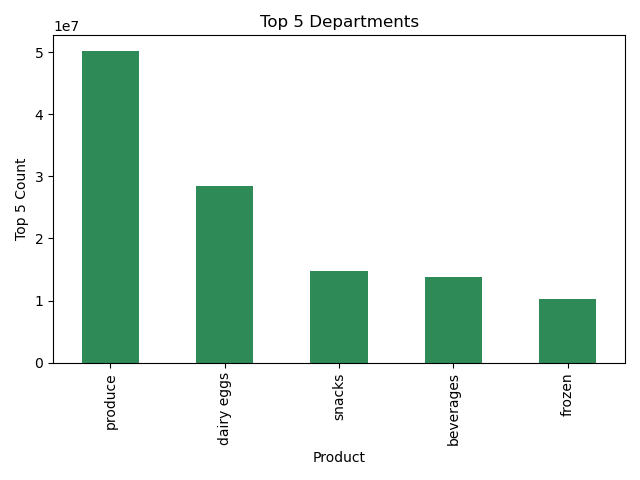 Top 5 Departments
1e7
5
4
3
2
1
0
Top 5 Count
produce
dairy eggs
snacks
beverages
frozen
Product